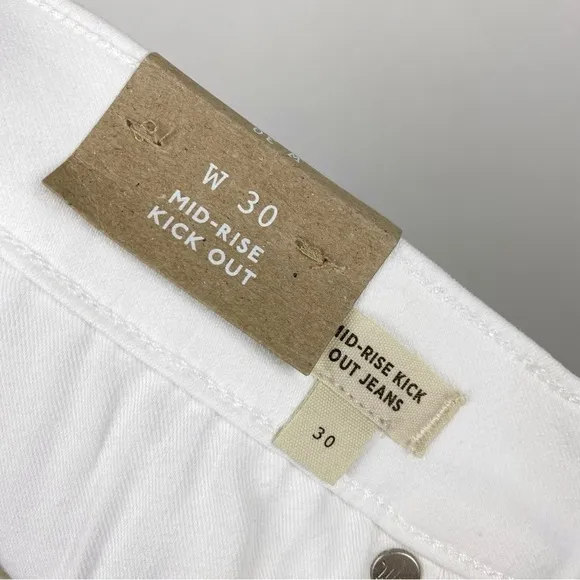 W 30
MID-RISE
KICK OUT
MID-RISE KICK
OUT JEANS
30